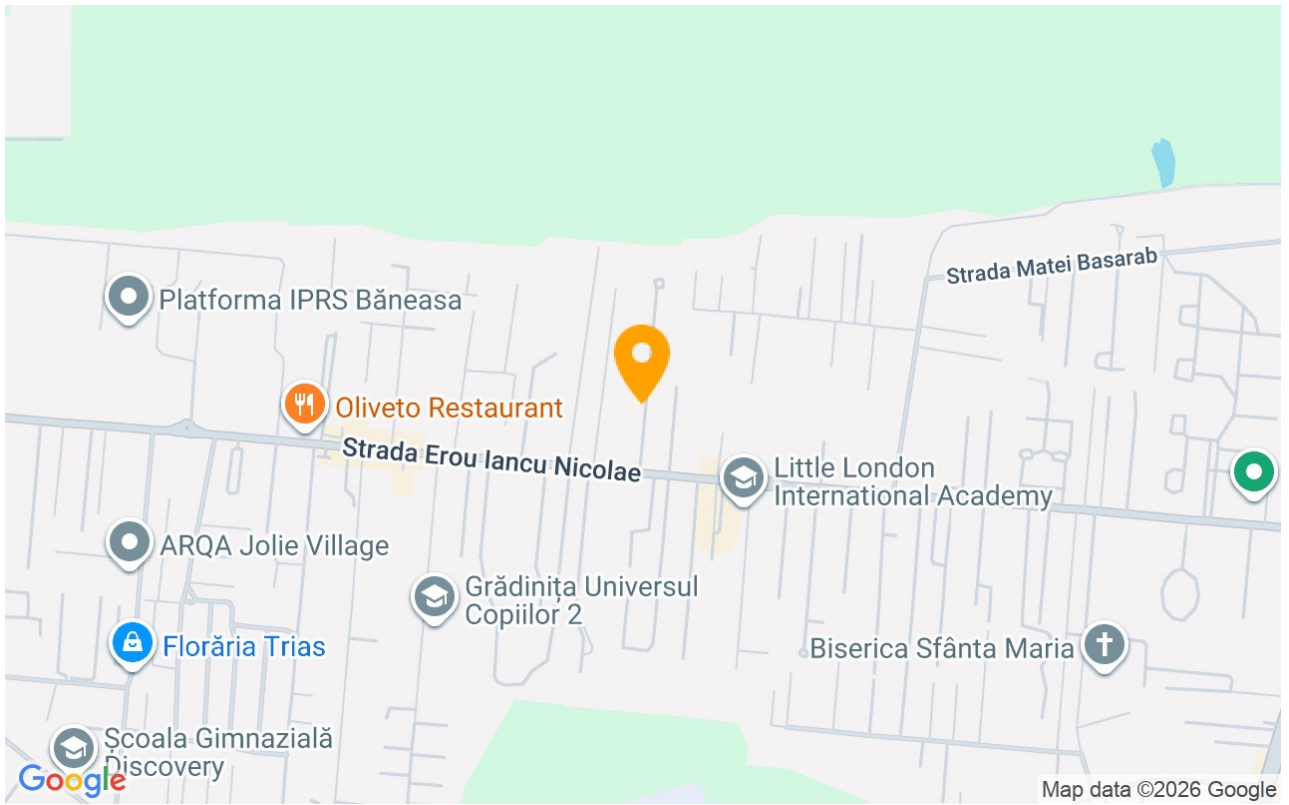 Strada Matei Basarab
Platforma IPRS Băneasa
Oliveto Restaurant
Strada Erou Iancu Nicolae
Little London
International Academy
ARQA Jolie Village
Grădinița Universul
Copiilor 2
Florăria Trias
Biserica Sfânta Maria
Școala Gimnazială
Discovery
Google
Map data ©2026 Google